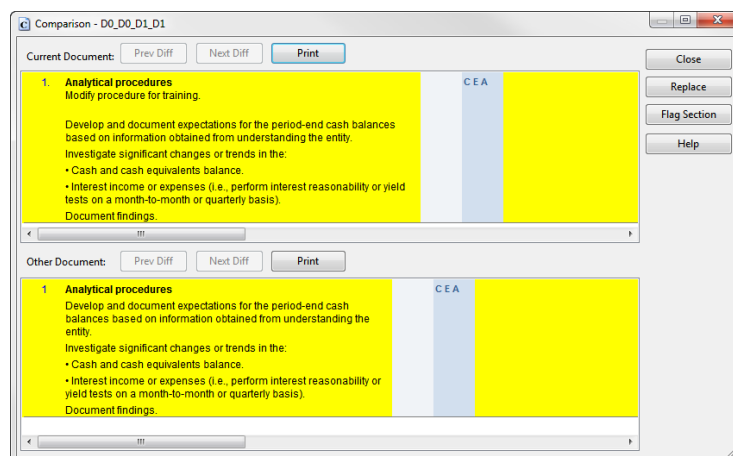 Comparison - D0_D0_D1_D1
Current Document: Prev Diff Next Diff Print
Close
Replace
Flag Section
Help
1. Analytical procedures C E A
Modify procedure for training.
Develop and document expectations for the period-end cash balances
based on information obtained from understanding the entity.
Investigate significant changes or trends in the:
• Cash and cash equivalents balance.
• Interest income or expenses (i.e., perform interest reasonability or yield
tests on a month-to-month or quarterly basis).
Document findings.
Other Document: Prev Diff Next Diff Print
1 Analytical procedures C E A
Develop and document expectations for the period-end cash
balances based on information obtained from understanding the
entity.
Investigate significant changes or trends in the:
• Cash and cash equivalents balance.
• Interest income or expenses (i.e., perform interest reasonability or
yield tests on a month-to-month or quarterly basis).
Document findings.